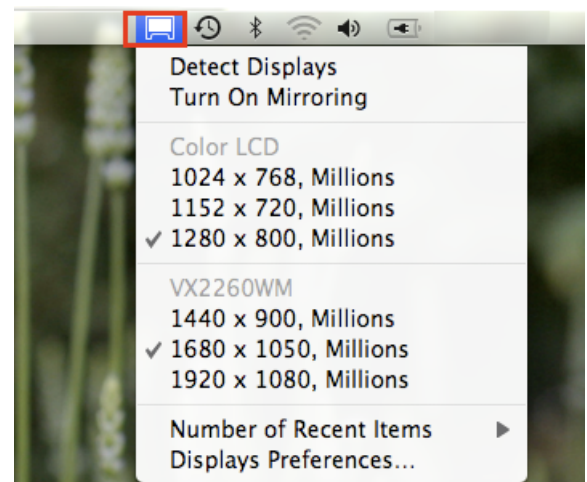 Detect Displays
Turn On Mirroring
Color LCD
1024 x 768, Millions
1152 x 720, Millions
1280 x 800, Millions
VX2260WM
1440 x 900, Millions
1680 x 1050, Millions
1920 x 1080, Millions
Number of Recent Items
Displays Preferences...